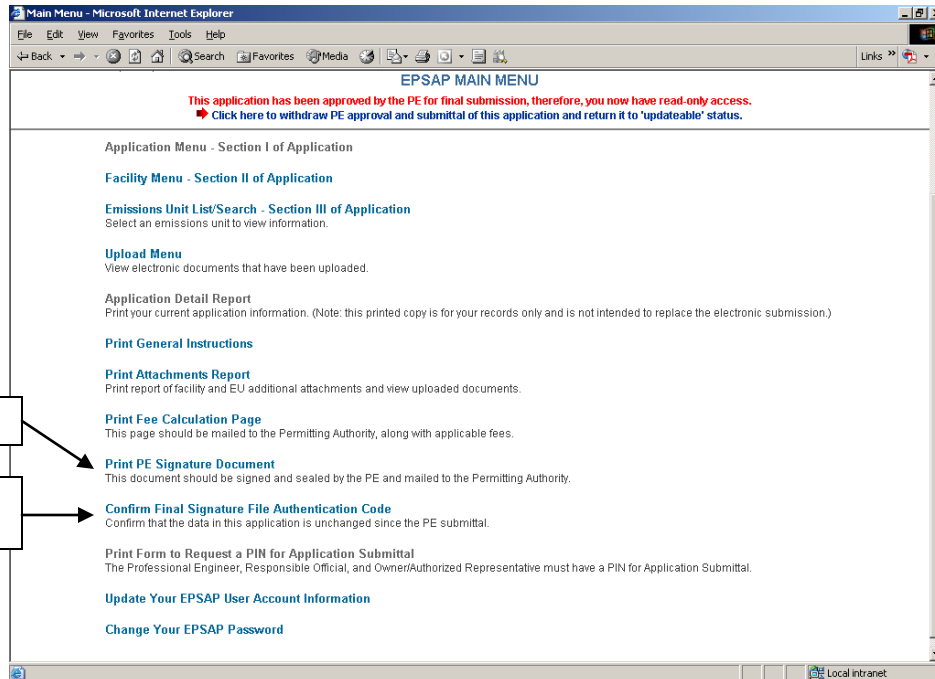 Main Menu - Microsoft Internet Explorer
File Edit View Favorites Tools Help
Back Search Favorites Media Links »
EPSAP MAIN MENU
This application has been approved by the PE for final submission, therefore, you now have read-only access.
Click here to withdraw PE approval and submittal of this application and return it to 'updateable' status.
Application Menu - Section I of Application
Facility Menu - Section II of Application
Emissions Unit List/Search - Section III of Application
Select an emissions unit to view information.
Upload Menu
View electronic documents that have been uploaded.
Application Detail Report
Print your current application information. (Note: this printed copy is for your records only and is not intended to replace the electronic submission.)
Print General Instructions
Print Attachments Report
Print report of facility and EU additional attachments and view uploaded documents.
Print Fee Calculation Page
This page should be mailed to the Permitting Authority, along with applicable fees.
Print PE Signature Document
This document should be signed and sealed by the PE and mailed to the Permitting Authority.
Confirm Final Signature File Authentication Code
Confirm that the data in this application is unchanged since the PE submittal.
Print Form to Request a PIN for Application Submittal
The Professional Engineer, Responsible Official, and Owner/Authorized Representative must have a PIN for Application Submittal.
Update Your EPSAP User Account Information
Change Your EPSAP Password
Local intranet